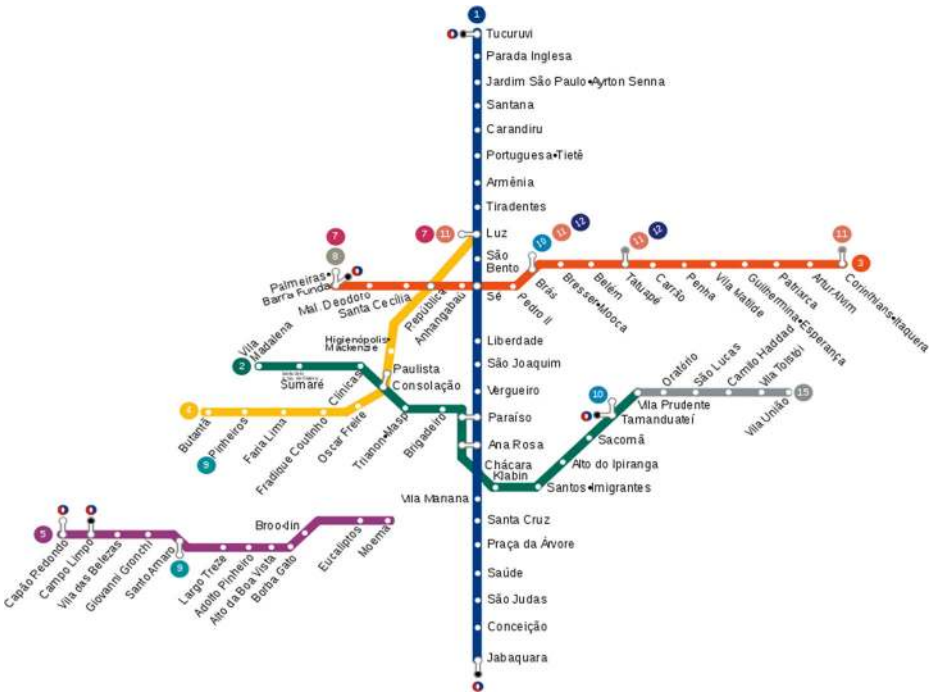 1
Tucuruvi
Parada Inglesa
Jardim São Paulo•Ayrton Senna
Santana
Carandiru
Portuguesa•Tietê
Armênia
Tiradentes
7
11
Luz
São
Bento
Sé
Liberdade
São Joaquim
Vergueiro
Paraíso
Ana Rosa
Chácara
Klabin
Vila Mariana
Santa Cruz
Praça da Árvore
Saúde
São Judas
Conceição
Jabaquara
7
8
Palmeiras•
Barra Funda
Mal. Deodoro
Santa Cecília
República
Anhangabaú
Pedro II
10
11
12
Brás
Bresser•Mooca
Belém
11
12
Tatuapé
Carrão
Penha
Vila Matilde
Guilhermina•Esperança
Patriarca
Artur Alvim
11
Corinthians•Itaquera
3
2
Vila
Madalena
Sumaré
Clínicas
Consolação
Trianon•Masp
Brigadeiro
Santos•Imigrantes
Alto do Ipiranga
Sacomã
10
Tamanduateí
Vila Prudente
Oratório
São Lucas
Camilo Haddad
Vila Tolstói
Vila União
15
4
Butantã
9
Pinheiros
Faria Lima
Fradique Coutinho
Oscar Freire
Paulista
Higienópolis•
Mackenzie
5
Capão Redondo
Campo Limpo
Vila das Belezas
Giovanni Gronchi
Santo Amaro
9
Largo Treze
Adolfo Pinheiro
Alto da Boa Vista
Borba Gato
Brooklin
Eucaliptos
Moema